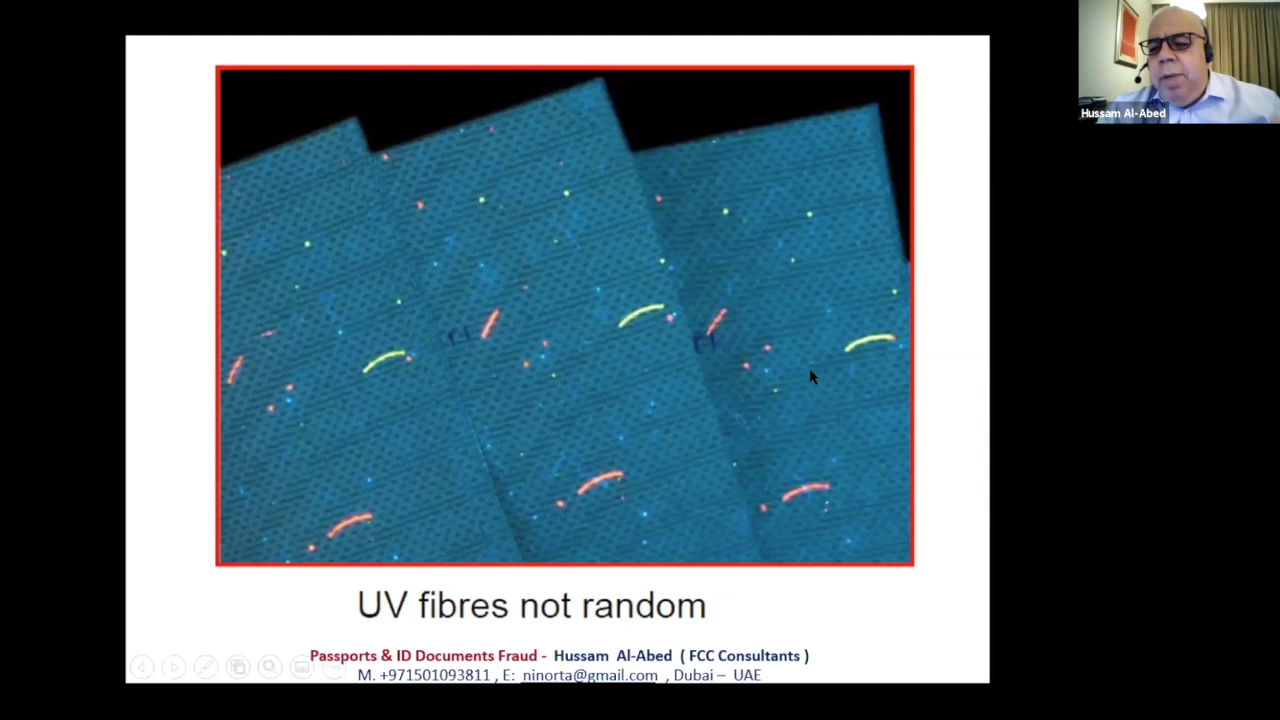 Hussam Al-Abed
UV fibres not random
Passports & ID Documents Fraud - Hussam Al-Abed ( FCC Consultants )
M. +971501093811 , E: ninorta@gmail.com , Dubai – UAE